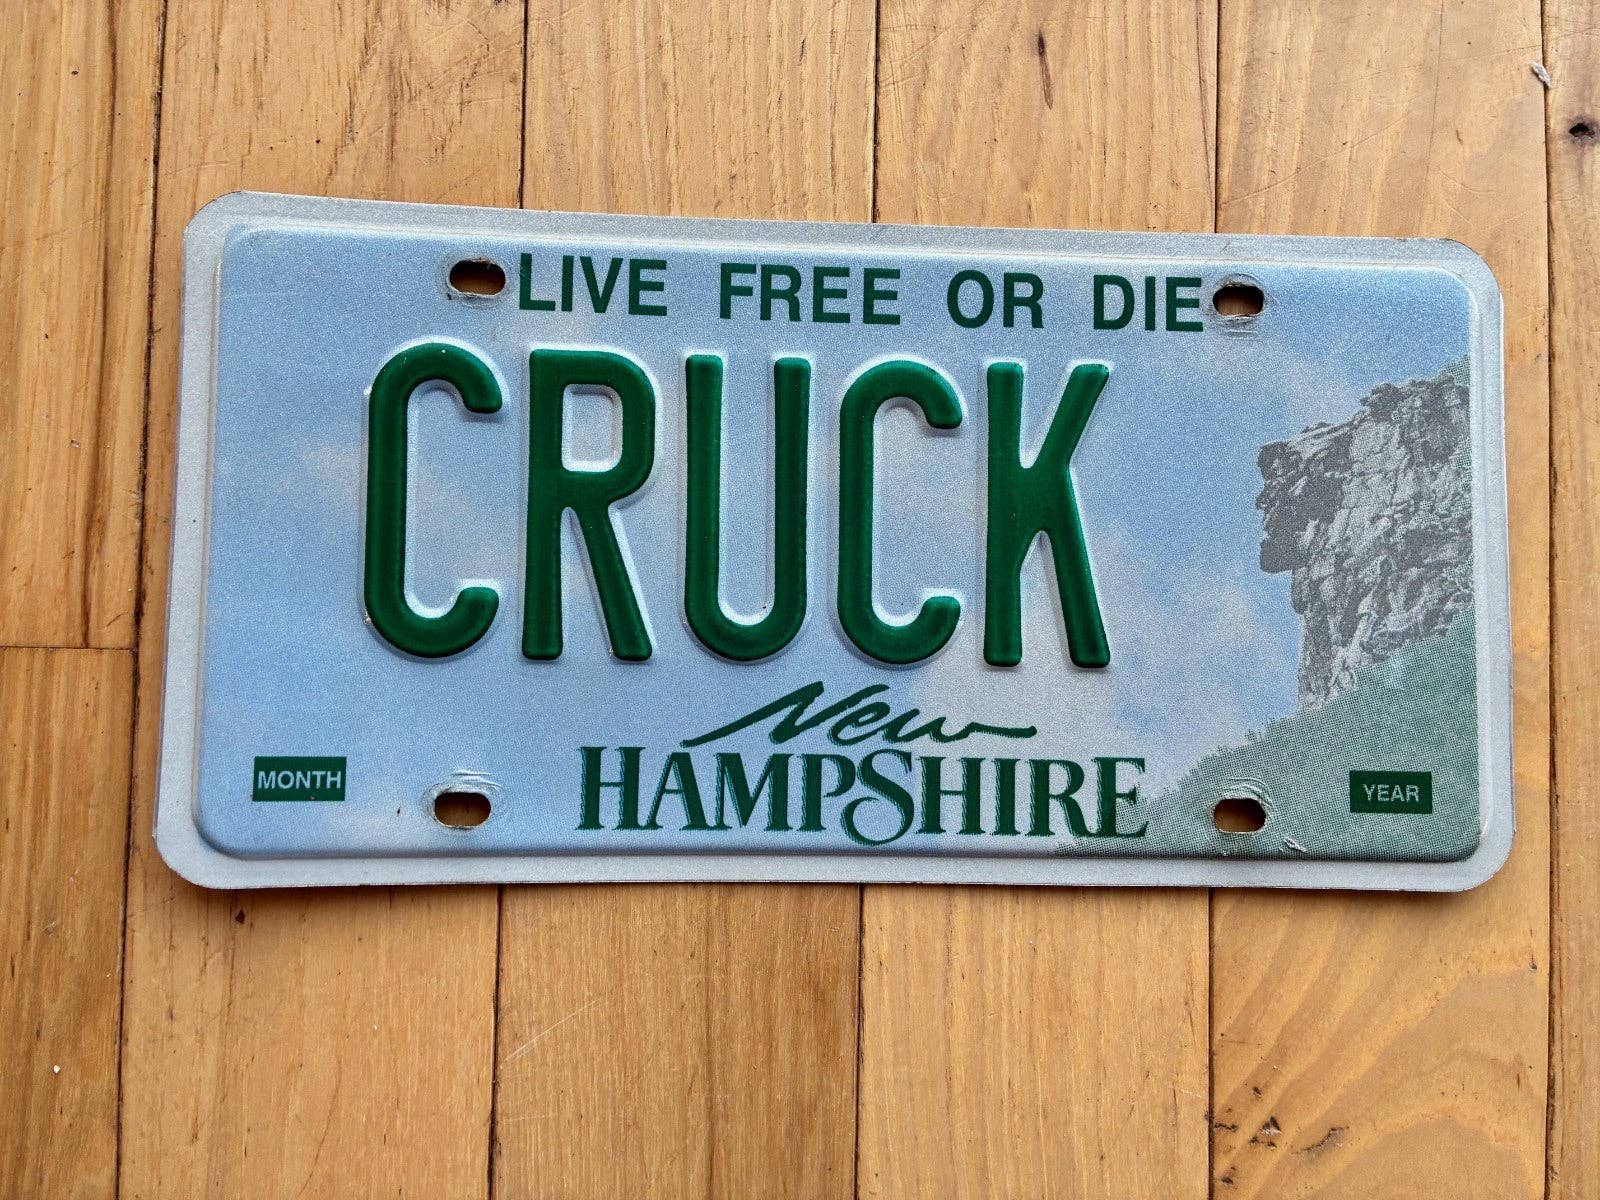 LIVE FREE OR DIE
CRUCK
New
HAMPSHIRE
MONTH
YEAR